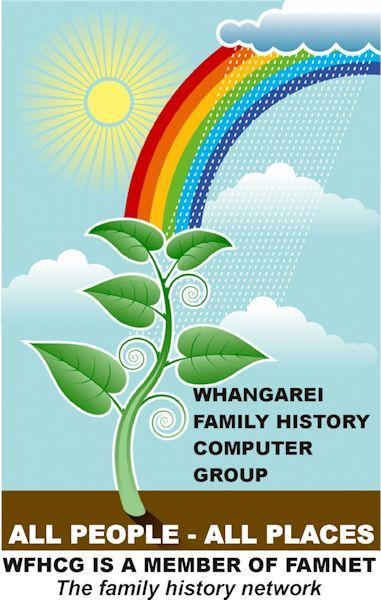 WHANGAREI
FAMILY HISTORY
COMPUTER
GROUP
ALL PEOPLE - ALL PLACES
WFHCG IS A MEMBER OF FAMNET
The family history network